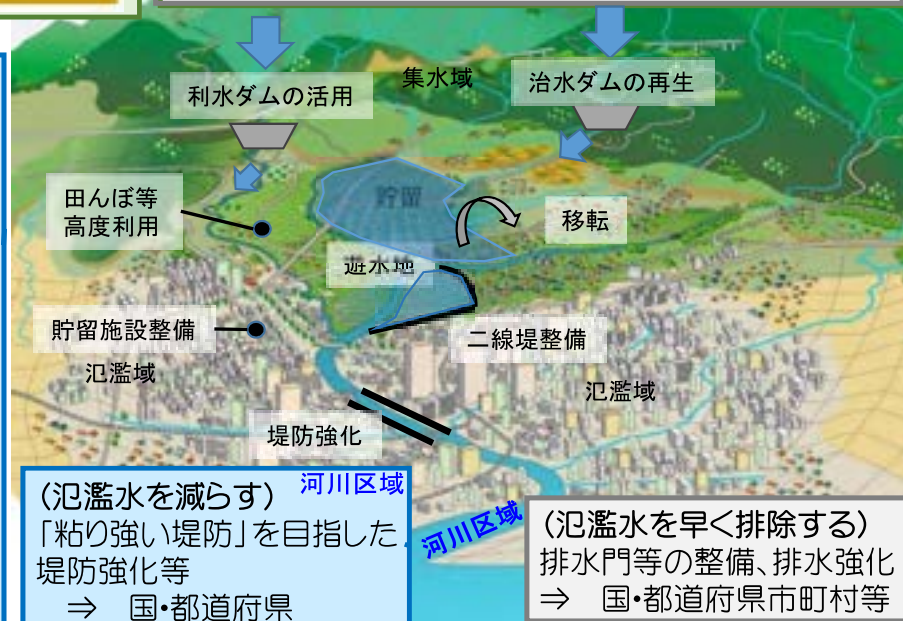 利水ダムの活用
集水域
治水ダムの再生
田んぼ等
高度利用
貯留
移転
遊水地
貯留施設整備
二線堤整備
氾濫域
氾濫域
堤防強化
河川区域
(氾濫水を減らす)
「粘り強い堤防」を目指した
堤防強化等
⇒ 国・都道府県
河川区域
(氾濫水を早く排除する)
排水門等の整備、排水強化
⇒ 国・都道府県市町村等